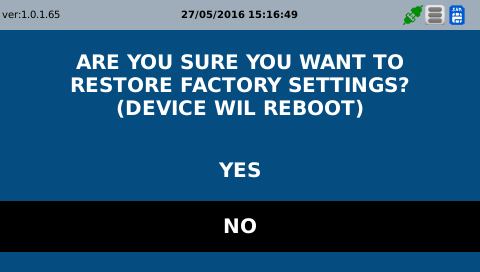 ver:1.0.1.65
27/05/2016 15:16:49
ARE YOU SURE YOU WANT TO
RESTORE FACTORY SETTINGS?
(DEVICE WIL REBOOT)
YES
NO